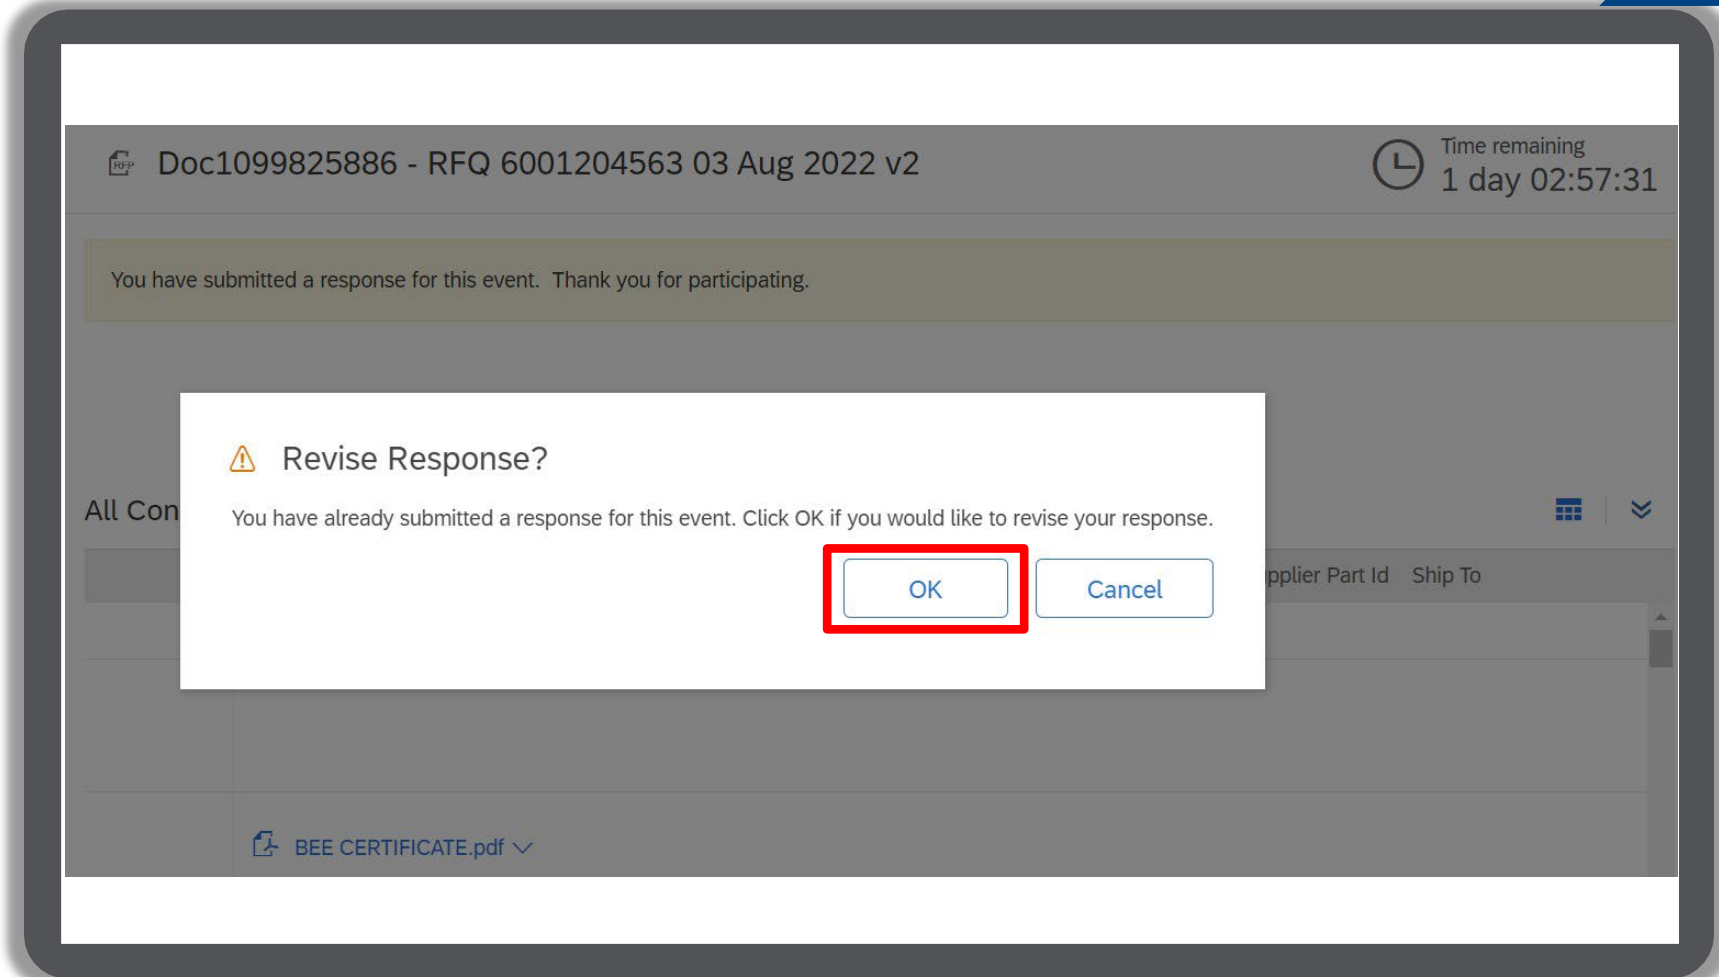 RFP
Doc1099825886 - RFQ 6001204563 03 Aug 2022 v2
Time remaining
1 day 02:57:31
You have submitted a response for this event. Thank you for participating.
Revise Response?
You have already submitted a response for this event. Click OK if you would like to revise your response.
OK
Cancel
All Con
pplier Part Id
Ship To
BEE CERTIFICATE.pdf